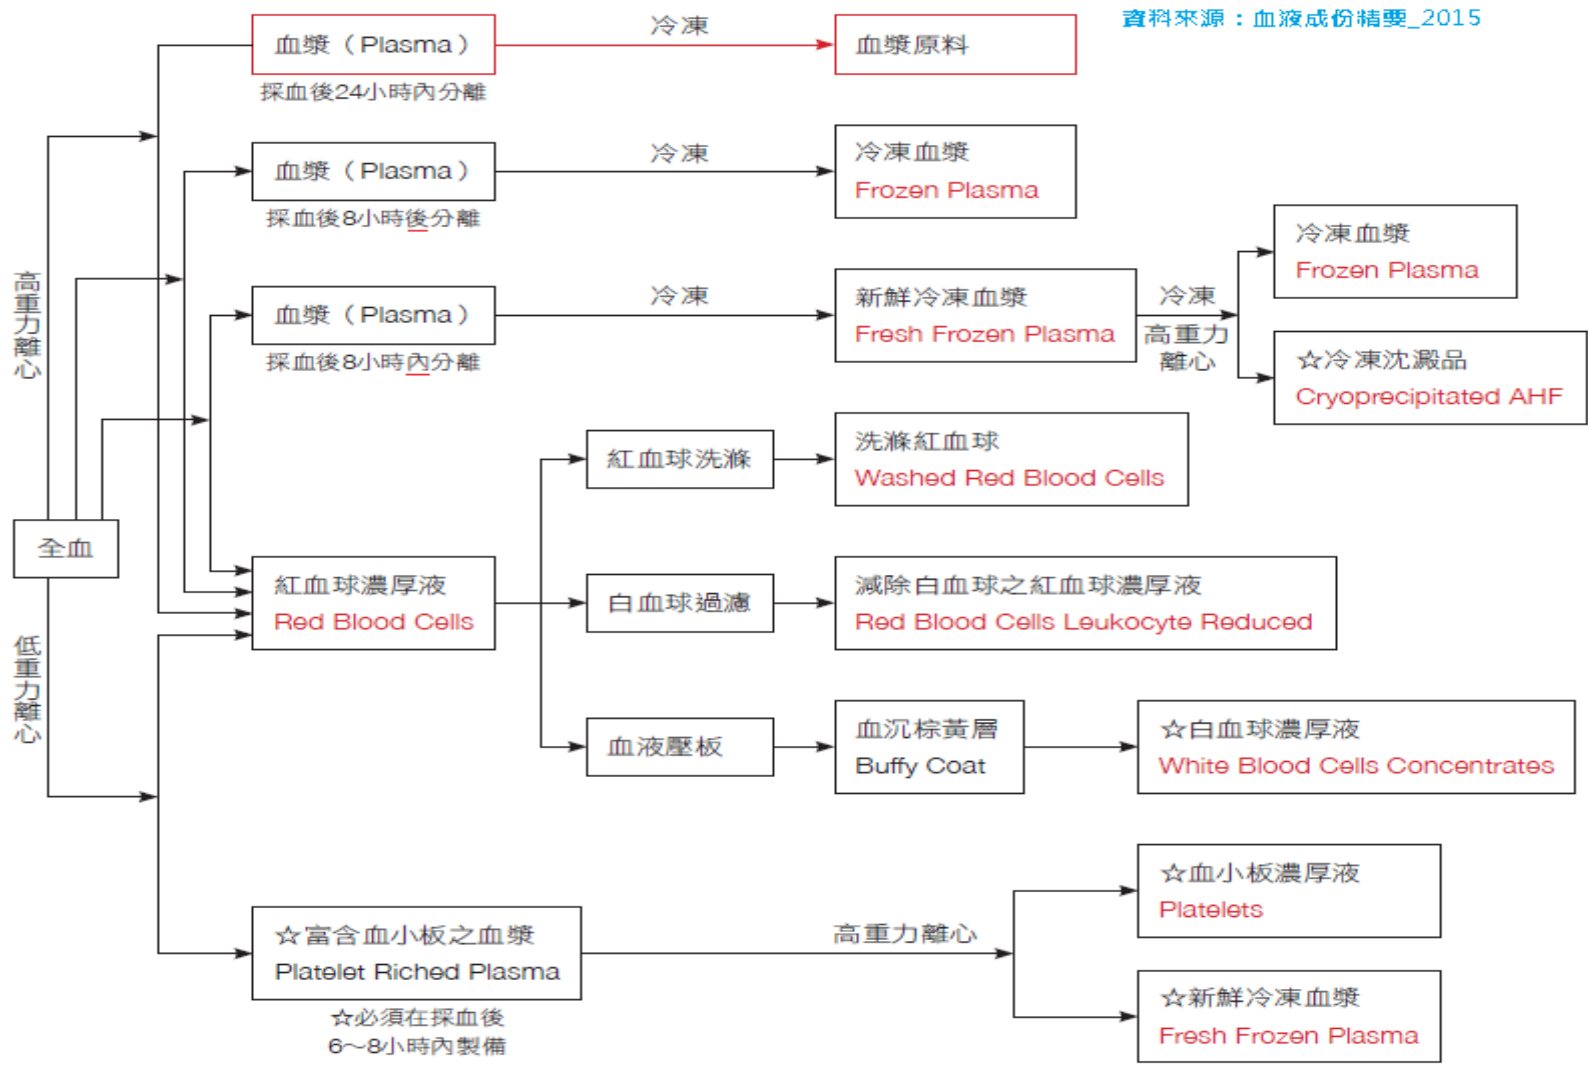 資料來源：血液成份精要_2015
血漿（Plasma）
冷凍
血漿原料
採血後24小時內分離
血漿（Plasma）
冷凍
冷凍血漿
Frozen Plasma
採血後8小時後分離
血漿（Plasma）
冷凍
新鮮冷凍血漿
Fresh Frozen Plasma
採血後8小時內分離
冷凍
高重力
離心
冷凍血漿
Frozen Plasma
☆冷凍沈澱品
Cryoprecipitated AHF
高重力離心
全血
低重力離心
紅血球濃厚液
Red Blood Cells
紅血球洗滌
洗滌紅血球
Washed Red Blood Cells
白血球過濾
減除白血球之紅血球濃厚液
Red Blood Cells Leukocyte Reduced
血液壓板
血沉棕黃層
Buffy Coat
☆白血球濃厚液
White Blood Cells Concentrates
☆富含血小板之血漿
Platelet Riched Plasma
☆必須在採血後
6～8小時內製備
高重力離心
☆血小板濃厚液
Platelets
☆新鮮冷凍血漿
Fresh Frozen Plasma